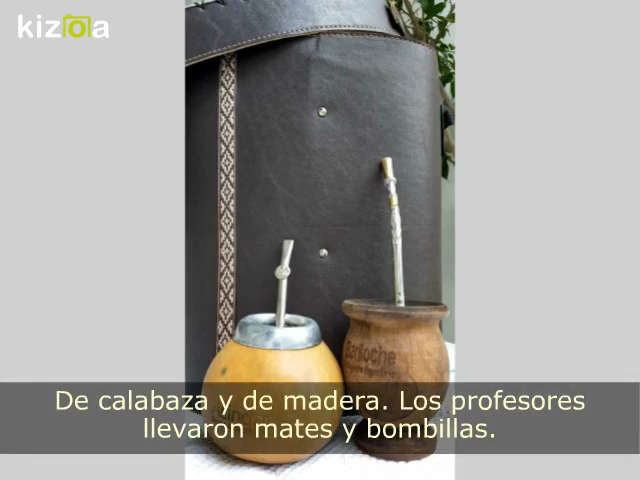 kizoa
Bariloche
De calabaza y de madera. Los profesores
llevaron mates y bombillas.